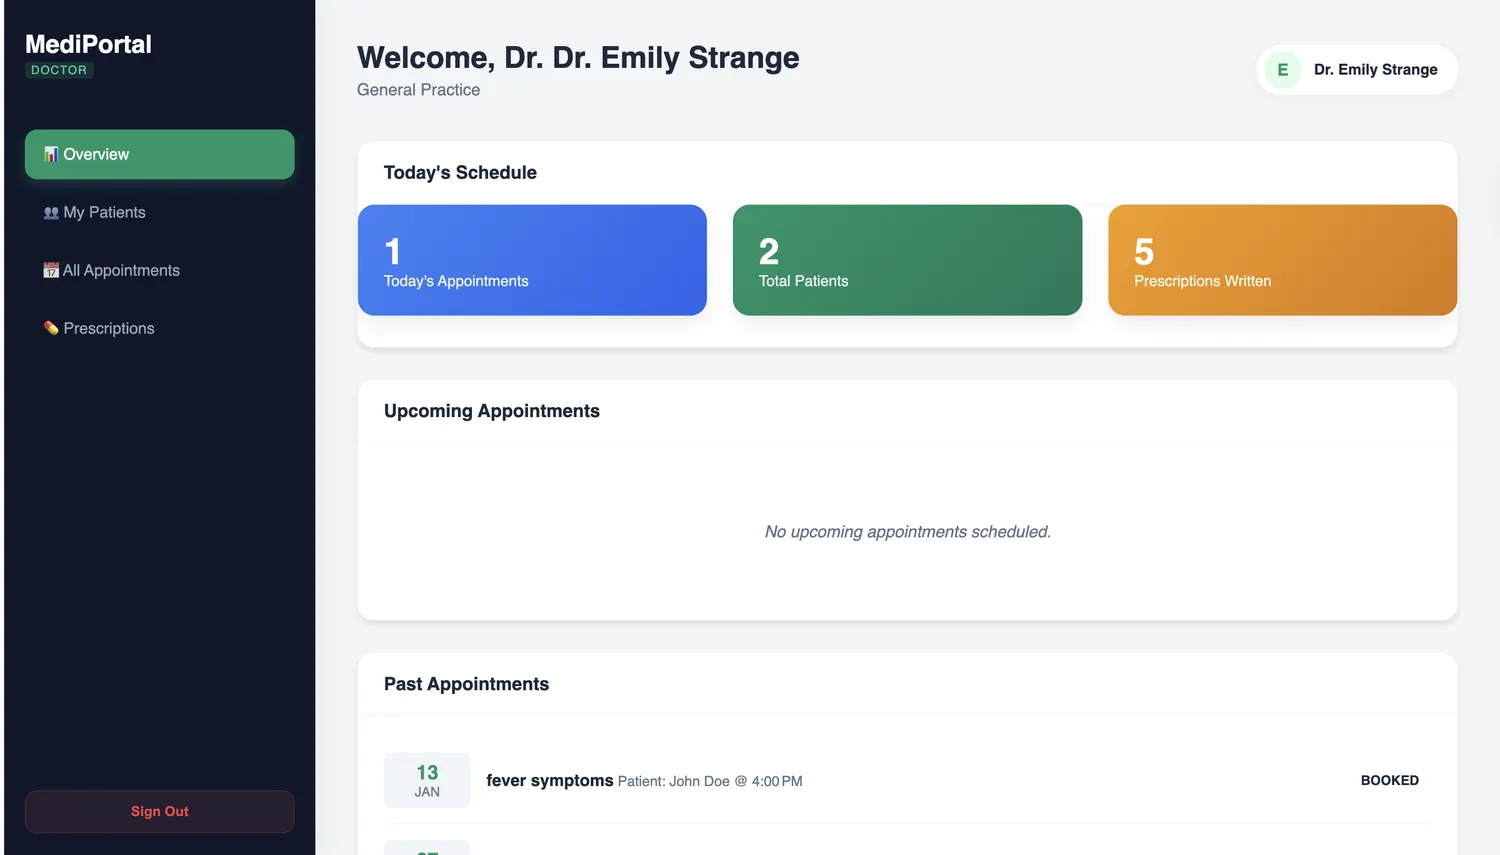 MediPortal
DOCTOR
Overview
My Patients
All Appointments
Prescriptions
Sign Out
Welcome, Dr. Dr. Emily Strange
General Practice
E Dr. Emily Strange
Today's Schedule
1
Today's Appointments
2
Total Patients
5
Prescriptions Written
Upcoming Appointments
No upcoming appointments scheduled.
Past Appointments
13
JAN
fever symptoms Patient: John Doe @ 4:00 PM
BOOKED